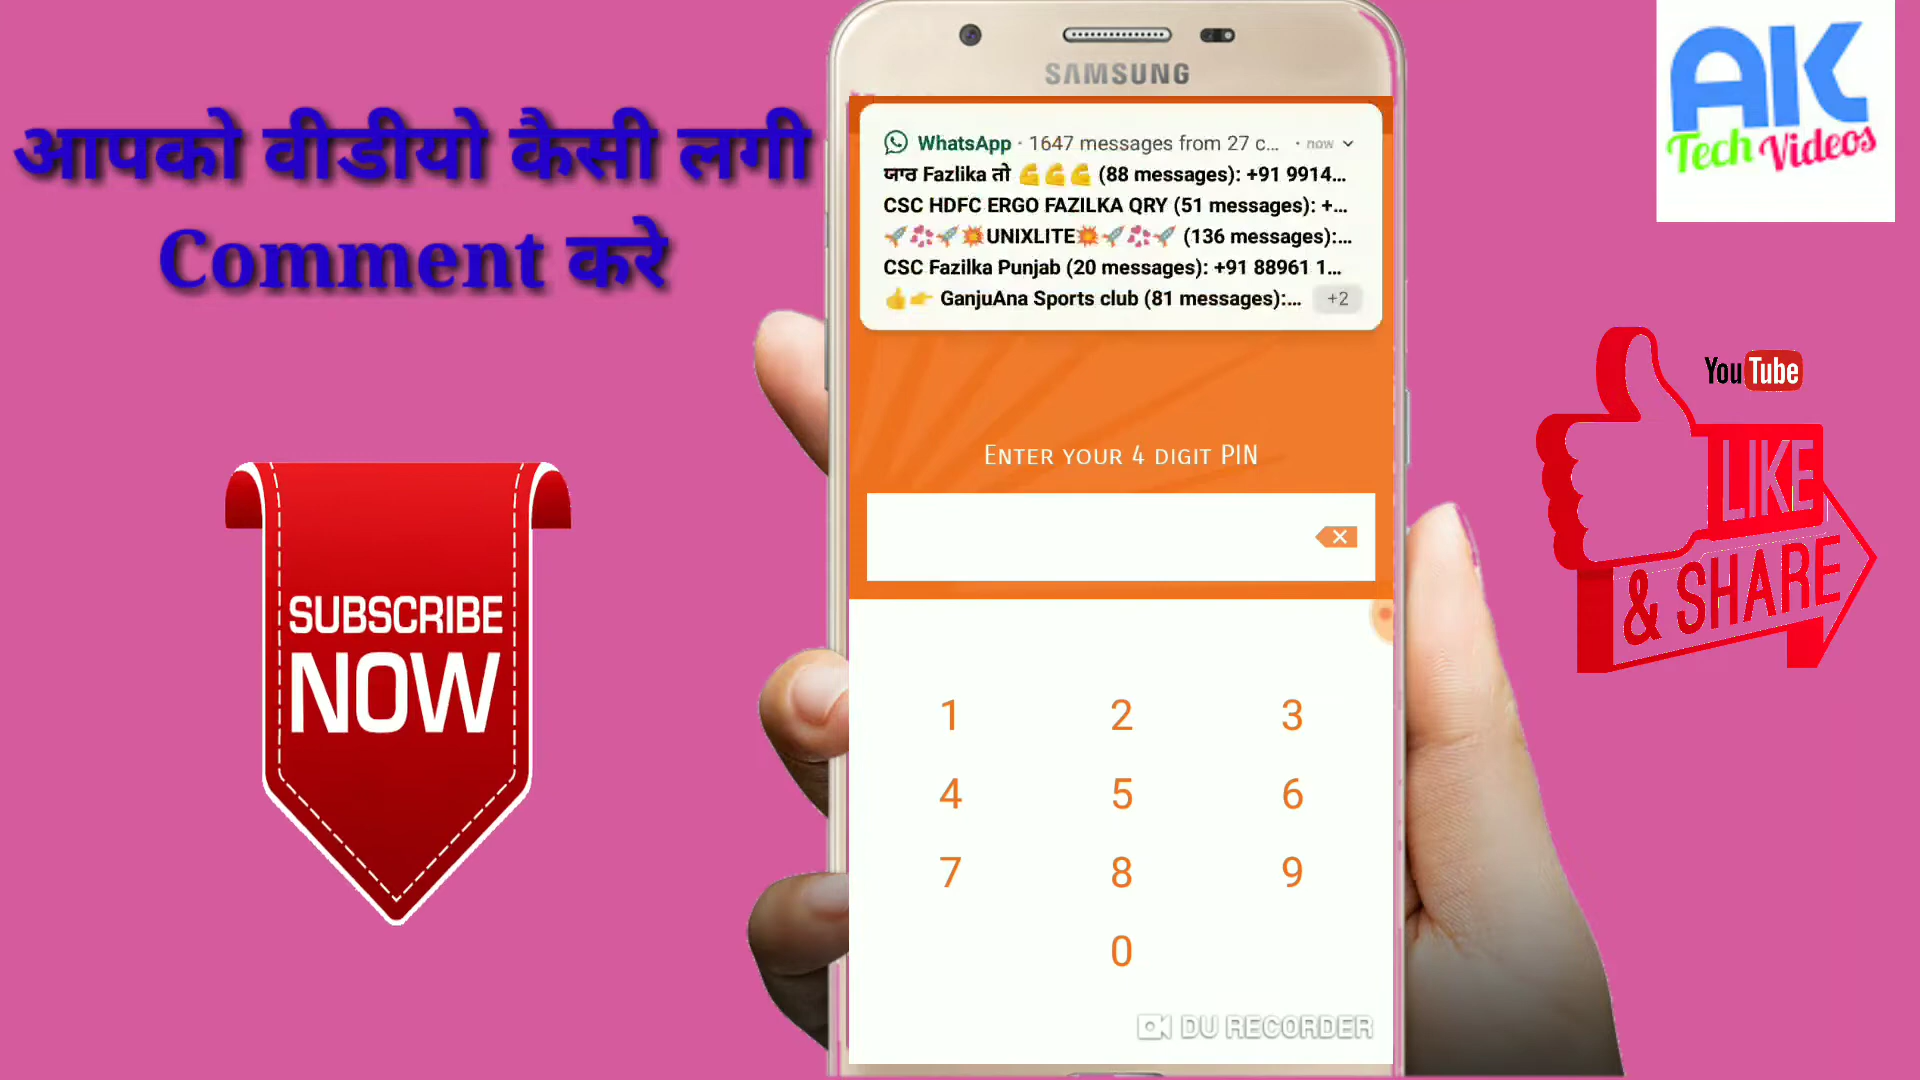 आपको वीडीयो कैसी लगी
Comment करे
SUBSCRIBE
NOW
SAMSUNG
WhatsApp · 1647 messages from 27 c... · now
ਯਾਰ Fazlika तो 💪💪💪 (88 messages): +91 9914...
CSC HDFC ERGO FAZILKA QRY (51 messages): +...
🚀💞🚀💥UNIXLITE💥🚀💞🚀 (136 messages):...
CSC Fazilka Punjab (20 messages): +91 88961 1...
👍👉 GanjuAna Sports club (81 messages):... +2
ENTER YOUR 4 DIGIT PIN
1 2 3
4 5 6
7 8 9
0
DU RECORDER
AK
Tech Videos
YouTube
LIKE
& SHARE